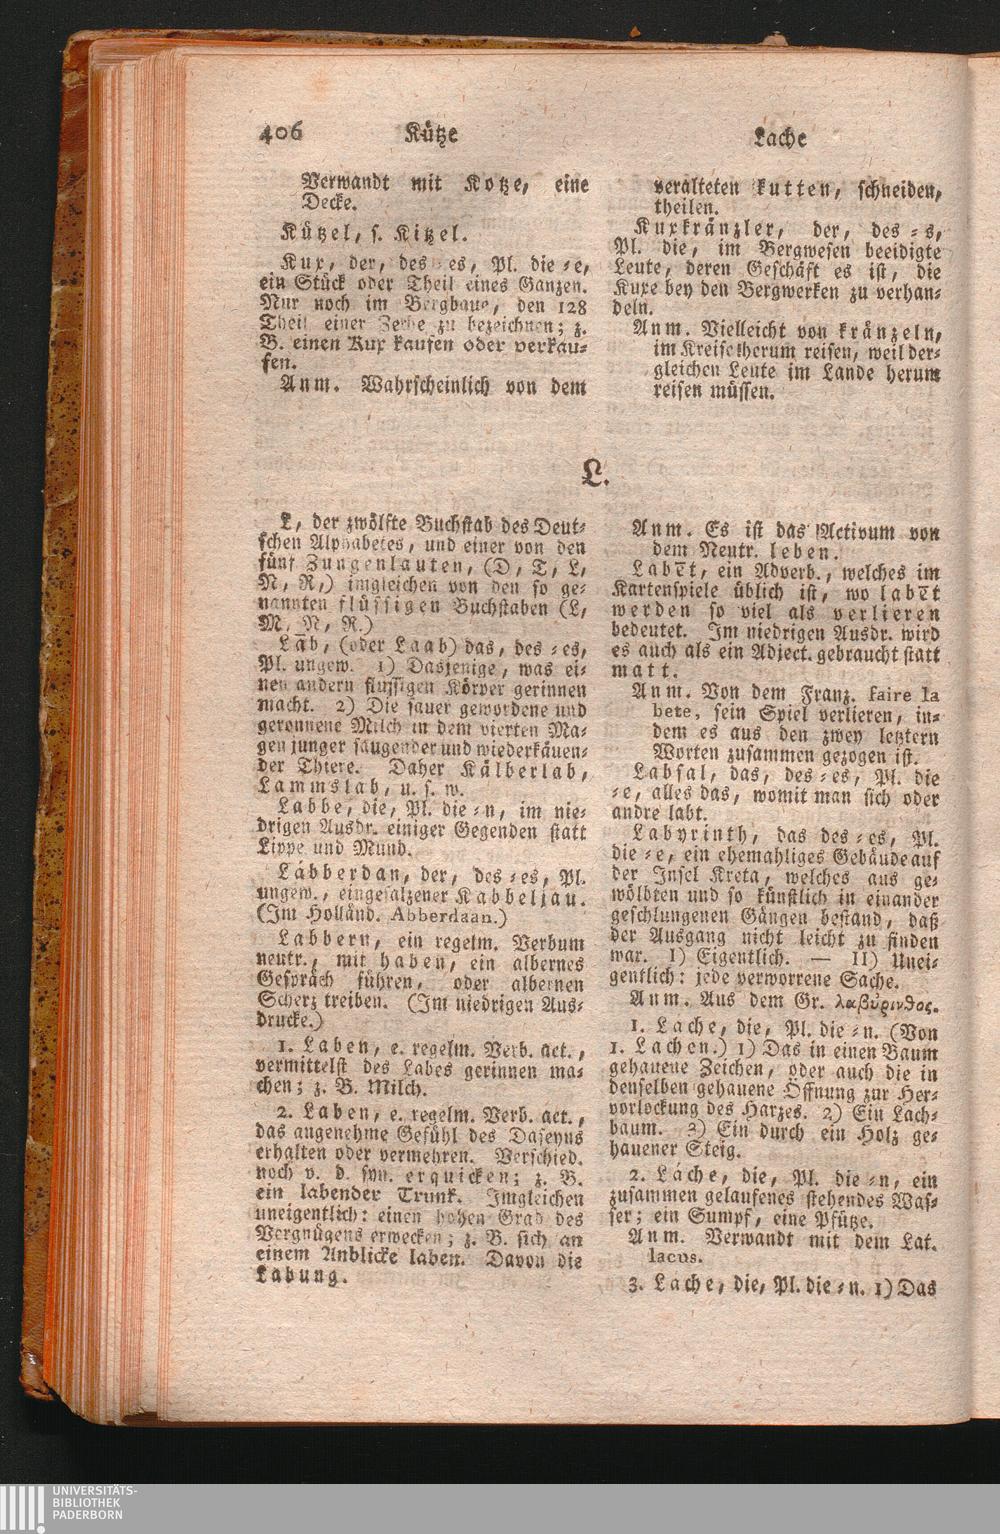 406 Kütze Lache
Verwandt mit Kotze, eine
Decke.
Kützel, s. Kitzel.
Kux, der, des = es, Pl. die = e,
ein Stück oder Theil eines Ganzen.
Nur noch im Bergbaue, den 128
Theil einer Zeche zu bezeichnen; z.
B. einen Kux kaufen oder verkau=
fen.
Anm. Wahrscheinlich von dem
veralteten kutten, schneiden,
theilen.
Kuxkränzler, der, des = s,
Pl. die, im Bergwesen beeidigte
Leute, deren Geschäft es ist, die
Kuxe bey den Bergwerken zu verhan=
deln.
Anm. Vielleicht von kränzeln,
im Kreise herum reisen, weil der=
gleichen Leute im Lande herum
reisen müssen.
L.
L, der zwölfte Buchstab des Deut=
schen Alphabetes, und einer von den
fünf Zungenlauten, (D, T, L,
N, R,) imgleichen von den so ge=
nannten flüssigen Buchstaben (L,
M, N, R.)
Lāb, (oder Laab) das, des = es,
Pl. ungew. 1) Dasjenige, was ei=
nen andern flüssigen Körper gerinnen
macht. 2) Die sauer gewordene und
geronnene Milch in dem vierten Ma=
gen junger saugender und wiederkäuen=
der Thiere. Daher Kälberlab,
Lammslab, u. s. w.
Labbe, die, Pl. die = n, im nie=
drigen Ausdr. einiger Gegenden statt
Lippe und Mund.
Lábberdan, der, des = es, Pl.
ungew., eingesalzener Kabbeljau.
(Im Holländ. Abberdaan.)
Labbern, ein regelm. Verbum
neutr., mit haben, ein albernes
Gespräch führen, oder albernen
Scherz treiben. (Im niedrigen Aus=
drucke.)
1. Laben, e. regelm. Verb. act.,
vermittelst des Labes gerinnen ma=
chen; z. B. Milch.
2. Laben, e. regelm. Verb. act.,
das angenehme Gefühl des Daseyns
erhalten oder vermehren. Verschied.
noch v. d. syn. erquicken; z. B.
ein labender Trunk. Imgleichen
uneigentlich: einen hohen Grad des
Vergnügens erwecken; z. B. sich an
einem Anblicke laben. Davon die
Labung.
Anm. Es ist das Activum von
dem Neutr. leben.
Labēt, ein Adverb., welches im
Kartenspiele üblich ist, wo labēt
werden so viel als verlieren
bedeutet. Im niedrigen Ausdr. wird
es auch als ein Adject. gebraucht statt
matt.
Anm. Von dem Franz. faire la
bete, sein Spiel verlieren, in=
dem es aus den zwey letztern
Worten zusammen gezogen ist.
Labsal, das, des = es, Pl. die
= e, alles das, womit man sich oder
andre labt.
Labyrinth, das des = es, Pl.
die = e, ein ehemahliges Gebäude auf
der Insel Kreta, welches aus ge=
wölbten und so künstlich in einander
geschlungenen Gängen bestand, daß
der Ausgang nicht leicht zu finden
war. I) Eigentlich. — II) Unei=
gentlich: jede verworrene Sache.
Anm. Aus dem Gr. λαβύρινθος.
1. Lache, die, Pl. die = n. (Von
1. Lachen.) 1) Das in einen Baum
gehauene Zeichen, oder auch die in
denselben gehauene Öffnung zur Her=
vorlockung des Harzes. 2) Ein Lach=
baum. 3) Ein durch ein Holz ge=
hauener Steig.
2. Láche, die, Pl. die = n, ein
zusammen gelaufenes stehendes Was=
ser; ein Sumpf, eine Pfütze.
Anm. Verwandt mit dem Lat.
lacus.
3. Lache, die, Pl. die = n. 1) Das
UNIVERSITÄTS-
BIBLIOTHEK
PADERBORN